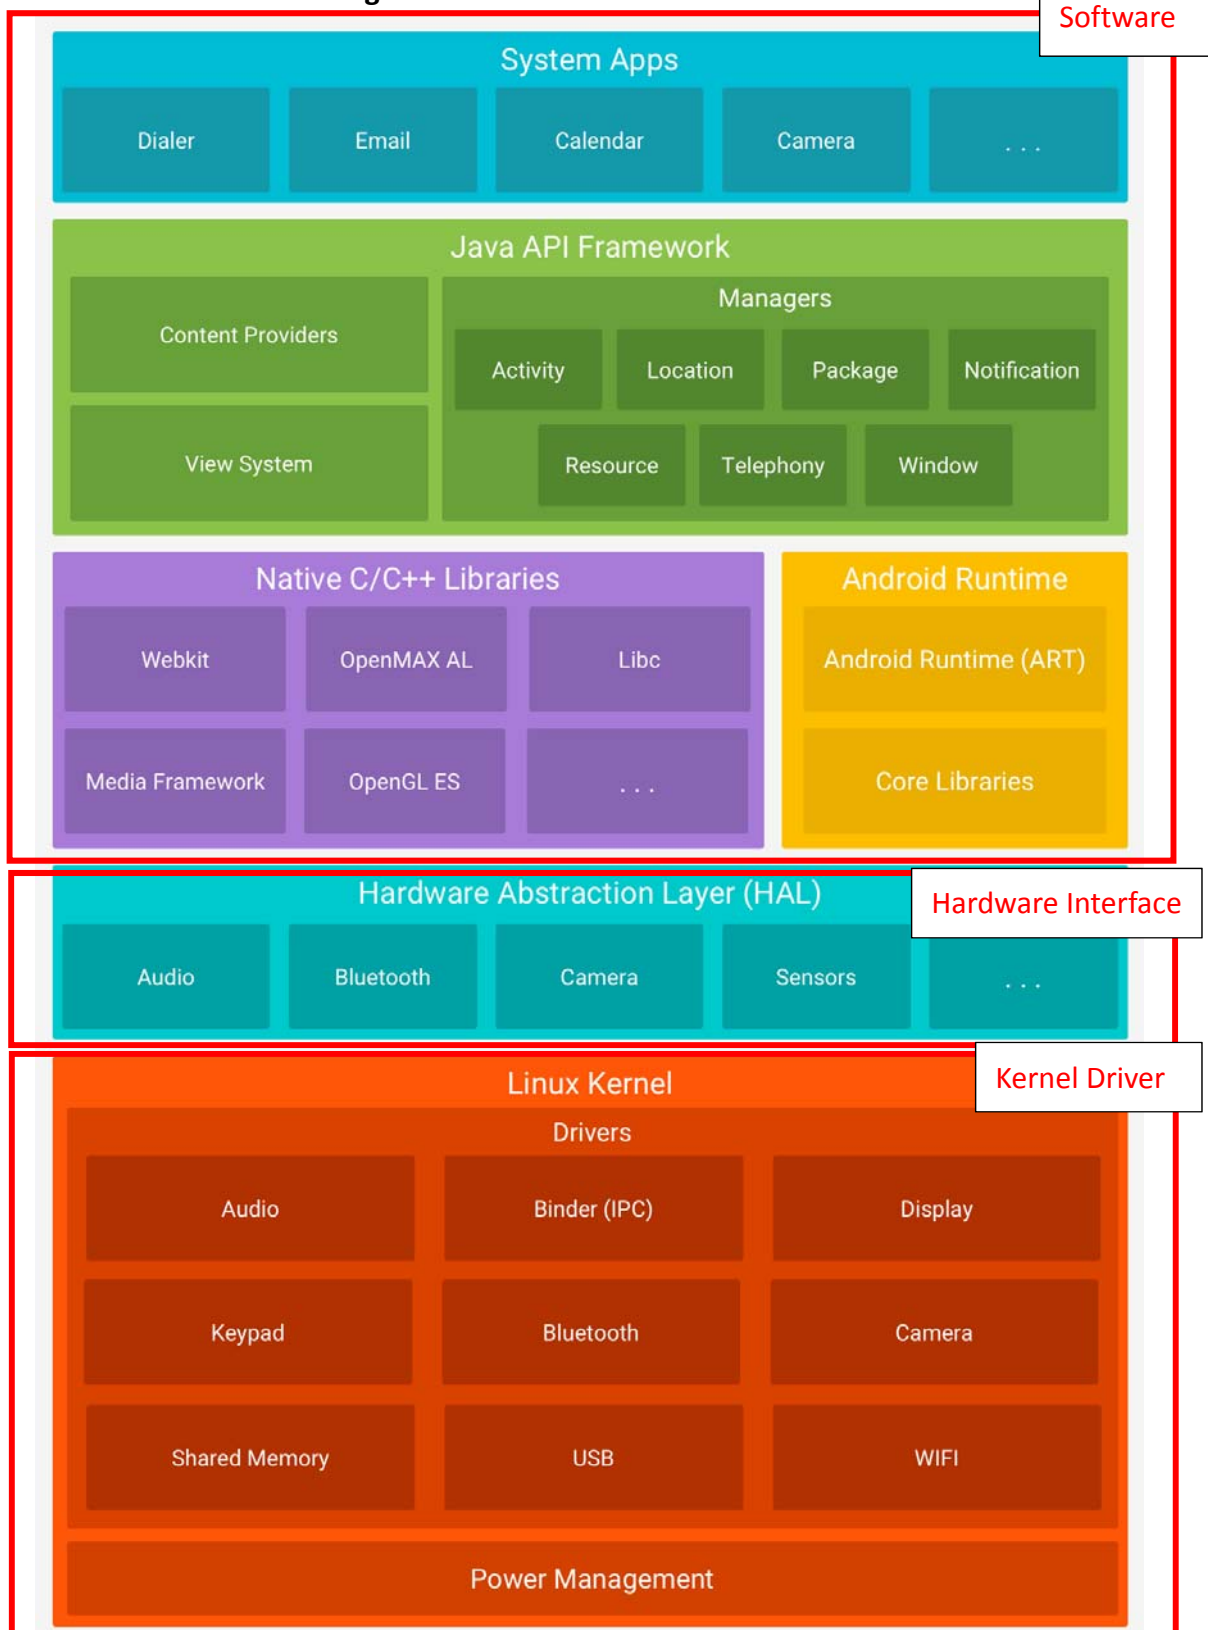 Software
System Apps
Dialer
Email
Calendar
Camera
. . .
Java API Framework
Content Providers
View System
Managers
Activity
Location
Package
Notification
Resource
Telephony
Window
Native C/C++ Libraries
Webkit
OpenMAX AL
Libc
Media Framework
OpenGL ES
. . .
Android Runtime
Android Runtime (ART)
Core Libraries
Hardware Abstraction Layer (HAL)
Hardware Interface
Audio
Bluetooth
Camera
Sensors
. . .
Kernel Driver
Linux Kernel
Drivers
Audio
Binder (IPC)
Display
Keypad
Bluetooth
Camera
Shared Memory
USB
WIFI
Power Management